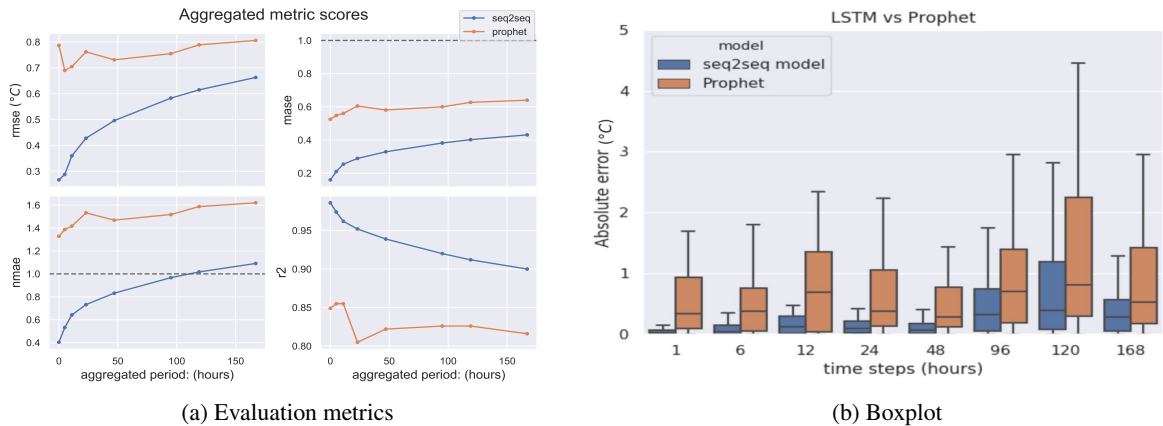 Aggregated metric scores
seq2seq
prophet
0.8
0.7
0.6
0.5
0.4
0.3
rmse (°C)
1.0
0.8
0.6
0.4
0.2
mase
1.6
1.4
1.2
1.0
0.8
0.6
0.4
nmae
0 50 100 150
aggregated period: (hours)
0.95
0.90
0.85
0.80
r2
0 50 100 150
aggregated period: (hours)
(a) Evaluation metrics
LSTM vs Prophet
model
seq2seq model
Prophet
5
4
3
2
1
0
Absolute error (°C)
1 6 12 24 48 96 120 168
time steps (hours)
(b) Boxplot